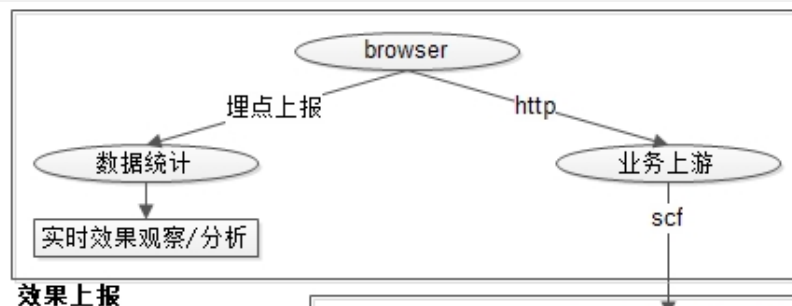 browser
埋点上报
http
数据统计
业务上游
scf
实时效果观察/分析
效果上报